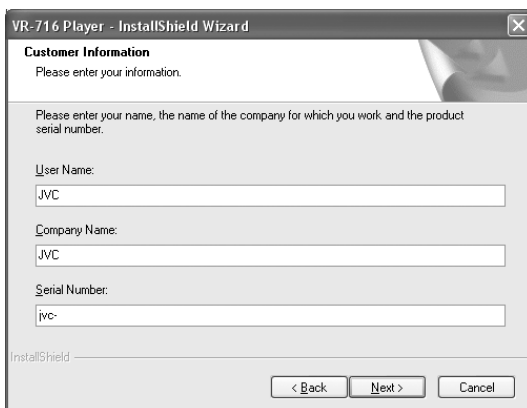 VR-716 Player - InstallShield Wizard
Customer Information
Please enter your information.
Please enter your name, the name of the company for which you work and the product
serial number.
User Name:
JVC
Company Name:
JVC
Serial Number:
jvc-
InstallShield
< Back Next > Cancel